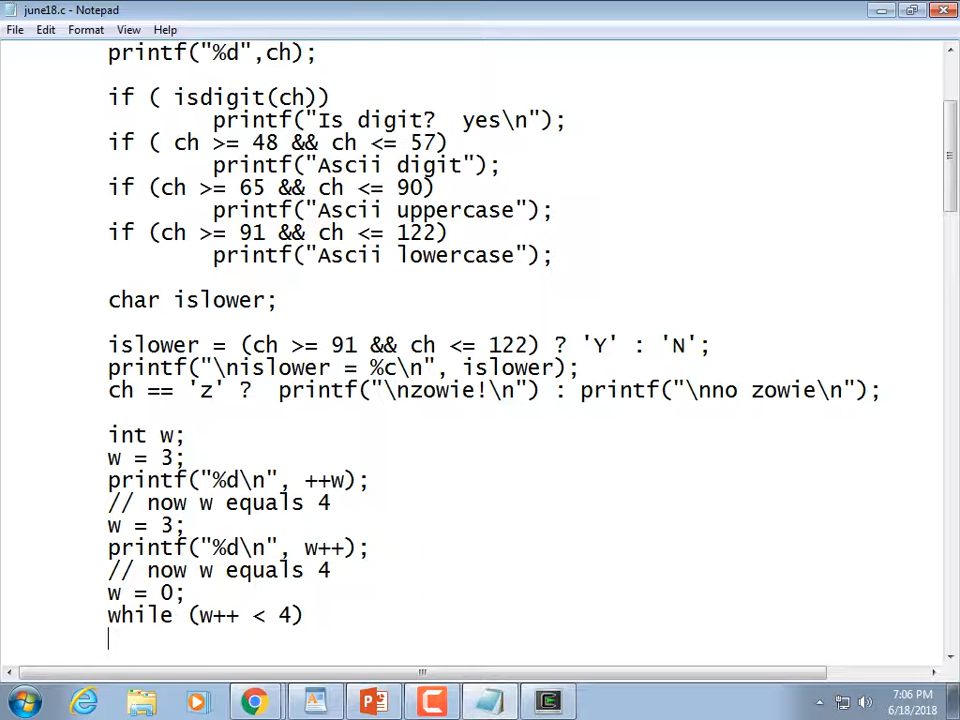 june18.c - Notepad
File Edit Format View Help
printf("%d",ch);
if ( isdigit(ch))
printf("Is digit?  yes\n");
if ( ch >= 48 && ch <= 57)
printf("Ascii digit");
if (ch >= 65 && ch <= 90)
printf("Ascii uppercase");
if (ch >= 91 && ch <= 122)
printf("Ascii lowercase");
char islower;
islower = (ch >= 91 && ch <= 122) ? 'Y' : 'N';
printf("\nislower = %c\n", islower);
ch == 'z' ?  printf("\nzowie!\n") : printf("\nno zowie\n");
int w;
w = 3;
printf("%d\n", ++w);
// now w equals 4
w = 3;
printf("%d\n", w++);
// now w equals 4
w = 0;
while (w++ < 4)
7:06 PM
6/18/2018